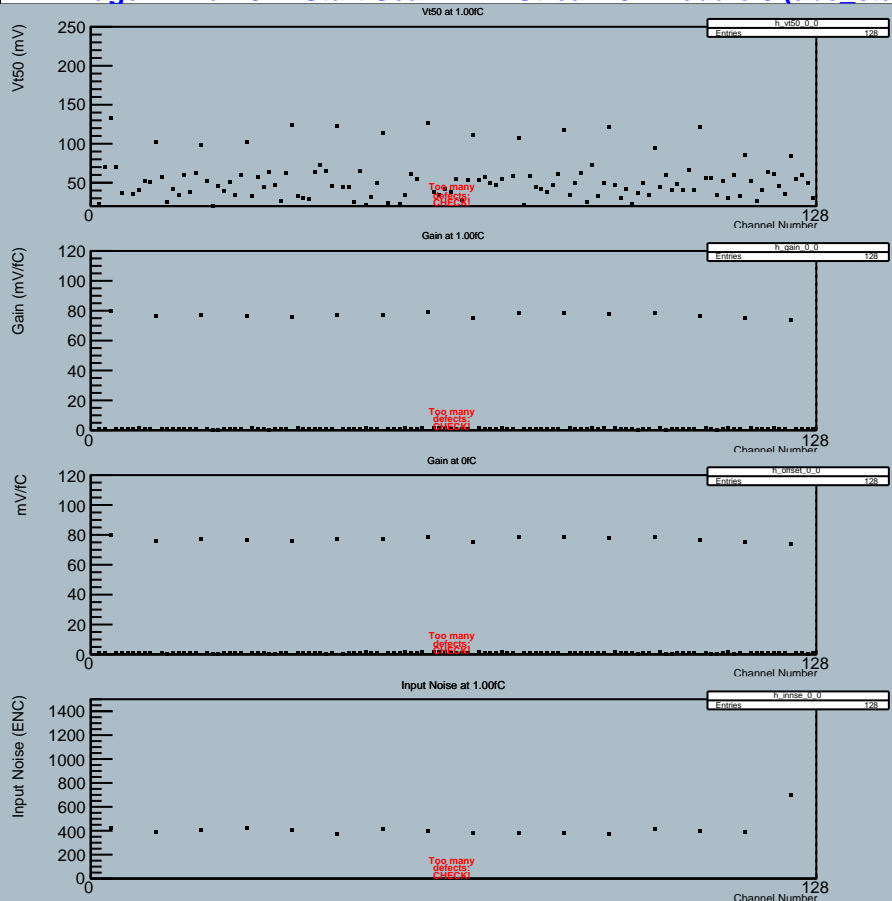 Vt50 at 1.00fC
h_vt50_0_0
Entries 128
Vt50 (mV)
250
200
150
100
50
0
128
Too many
defects:
CHECK!
Channel Number
Gain at 1.00fC
h_gain_0_0
Entries 128
Gain (mV/fC)
120
100
80
60
40
20
0
0
128
Too many
defects:
CHECK!
Channel Number
Gain at 0fC
h_offset_0_0
Entries 128
mV/fC
120
100
80
60
40
20
0
0
128
Too many
defects:
CHECK!
Channel Number
Input Noise at 1.00fC
h_innse_0_0
Entries 128
Input Noise (ENC)
1400
1200
1000
800
600
400
200
0
0
128
Too many
defects:
CHECK!
Channel Number